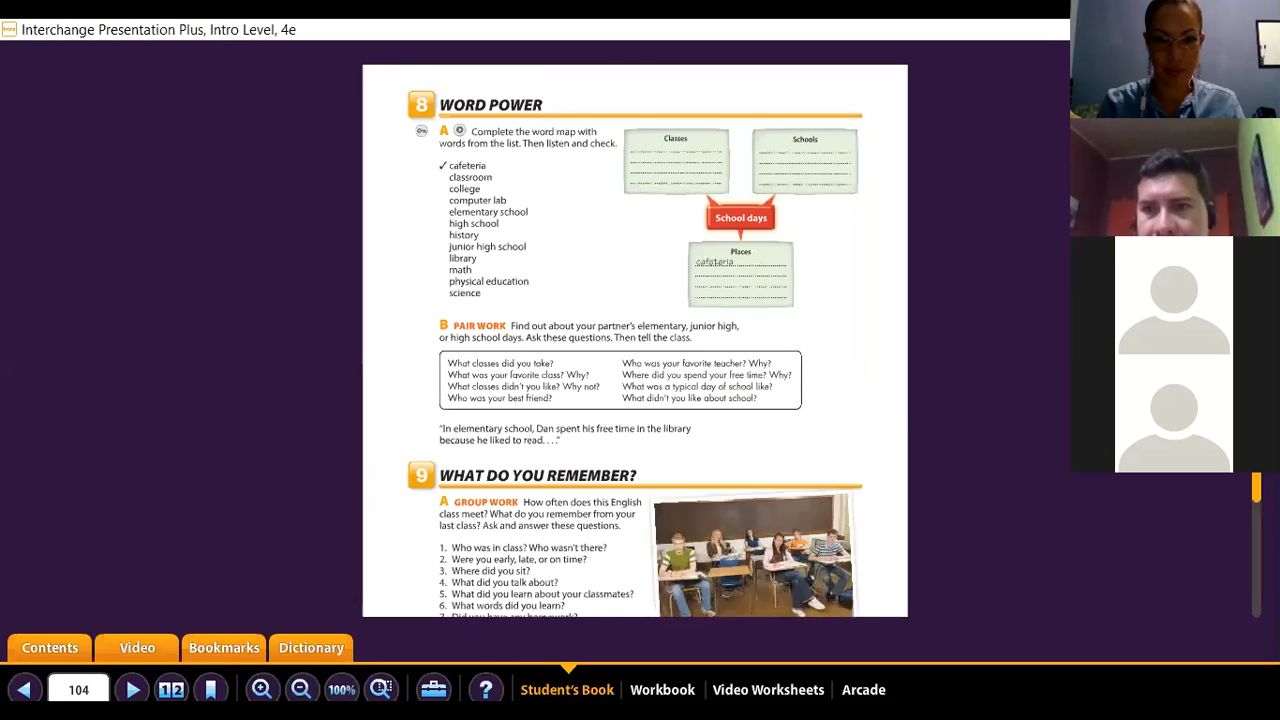 Interchange Presentation Plus, Intro Level, 4e
8 WORD POWER
A Complete the word map with
words from the list. Then listen and check.
✓ cafeteria
classroom
college
computer lab
elementary school
high school
history
junior high school
library
math
physical education
science
Classes
Schools
School days
Places
cafeteria
B PAIR WORK Find out about your partner's elementary, junior high,
or high school days. Ask these questions. Then tell the class.
What classes did you take?
What was your favorite class? Why?
What classes didn't you like? Why not?
Who was your best friend?
Who was your favorite teacher? Why?
Where did you spend your free time? Why?
What was a typical day of school like?
What didn't you like about school?
"In elementary school, Dan spent his free time in the library
because he liked to read. . . ."
9 WHAT DO YOU REMEMBER?
A GROUP WORK How often does this English
class meet? What do you remember from your
last class? Ask and answer these questions.
1. Who was in class? Who wasn't there?
2. Were you early, late, or on time?
3. Where did you sit?
4. What did you talk about?
5. What did you learn about your classmates?
6. What words did you learn?
7. Did you have any homework?
Contents Video Bookmarks Dictionary
104 1 2 100% ? Student's Book Workbook Video Worksheets Arcade